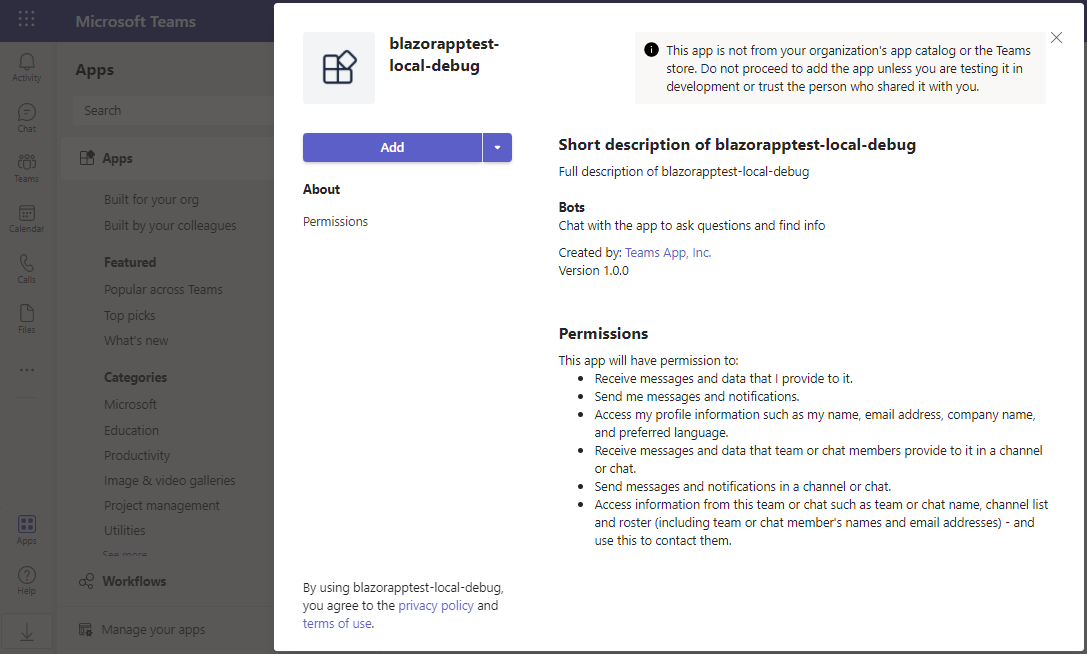 Microsoft Teams
Activity
Chat
Teams
Calendar
Calls
Files
Apps
Help
Apps
Search
Apps
Built for your org
Built by your colleagues
Featured
Popular across Teams
Top picks
What's new
Categories
Microsoft
Education
Productivity
Image & video galleries
Project management
Utilities
See more
Workflows
Manage your apps
blazorapptest-
local-debug
Add
About
Permissions
By using blazorapptest-local-debug,
you agree to the privacy policy and
terms of use.
This app is not from your organization's app catalog or the Teams
store. Do not proceed to add the app unless you are testing it in
development or trust the person who shared it with you.
Short description of blazorapptest-local-debug
Full description of blazorapptest-local-debug
Bots
Chat with the app to ask questions and find info
Created by: Teams App, Inc.
Version 1.0.0
Permissions
This app will have permission to:
Receive messages and data that I provide to it.
Send me messages and notifications.
Access my profile information such as my name, email address, company name,
and preferred language.
Receive messages and data that team or chat members provide to it in a channel
or chat.
Send messages and notifications in a channel or chat.
Access information from this team or chat such as team or chat name, channel list
and roster (including team or chat member's names and email addresses) - and
use this to contact them.